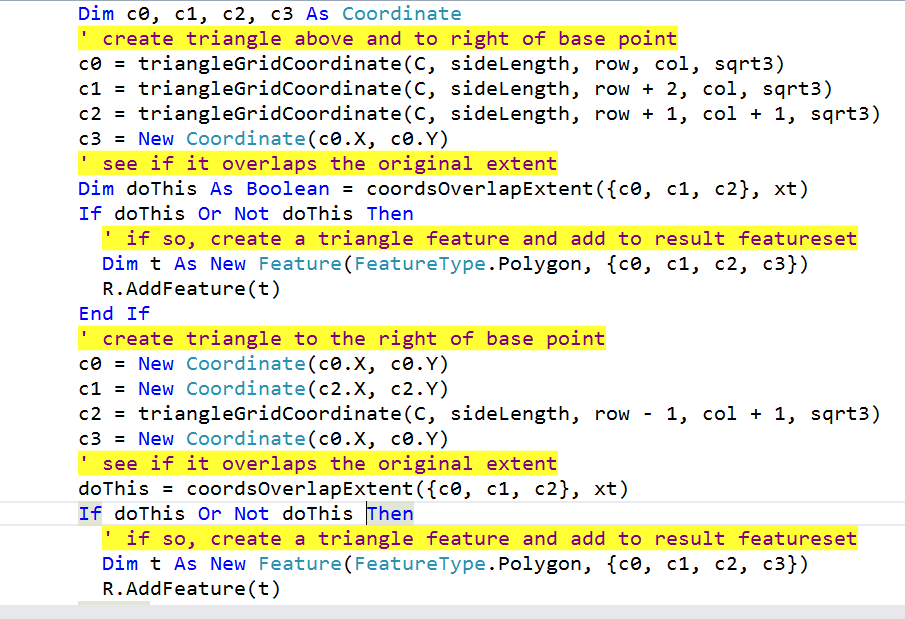 Dim c0, c1, c2, c3 As Coordinate
' create triangle above and to right of base point
c0 = triangleGridCoordinate(C, sideLength, row, col, sqrt3)
c1 = triangleGridCoordinate(C, sideLength, row + 2, col, sqrt3)
c2 = triangleGridCoordinate(C, sideLength, row + 1, col + 1, sqrt3)
c3 = New Coordinate(c0.X, c0.Y)
' see if it overlaps the original extent
Dim doThis As Boolean = coordsOverlapExtent({c0, c1, c2}, xt)
If doThis Or Not doThis Then
  ' if so, create a triangle feature and add to result featureset
  Dim t As New Feature(FeatureType.Polygon, {c0, c1, c2, c3})
  R.AddFeature(t)
End If
' create triangle to the right of base point
c0 = New Coordinate(c0.X, c0.Y)
c1 = New Coordinate(c2.X, c2.Y)
c2 = triangleGridCoordinate(C, sideLength, row - 1, col + 1, sqrt3)
c3 = New Coordinate(c0.X, c0.Y)
' see if it overlaps the original extent
doThis = coordsOverlapExtent({c0, c1, c2}, xt)
If doThis Or Not doThis Then
  ' if so, create a triangle feature and add to result featureset
  Dim t As New Feature(FeatureType.Polygon, {c0, c1, c2, c3})
  R.AddFeature(t)